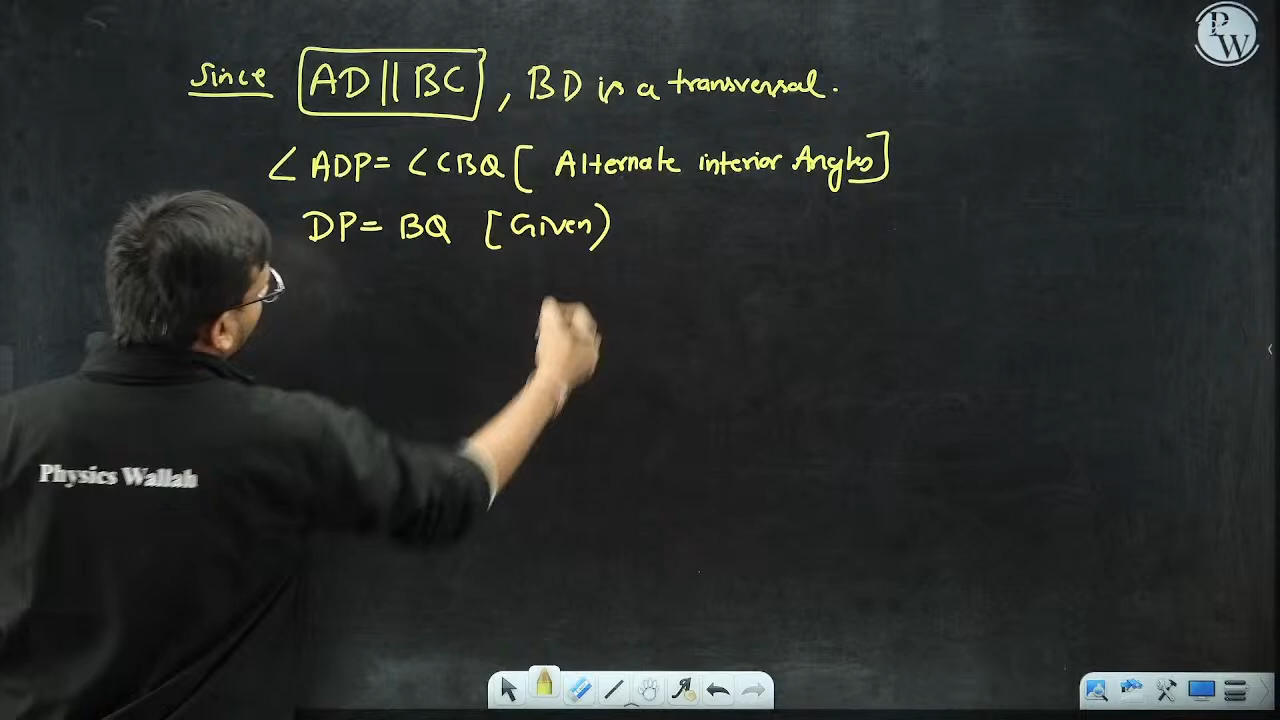 Since AD || BC, BD is a transversal.
∠ ADP = ∠ CBQ [ Alternate interior Angles]
DP = BQ [Given)
Physics Wallah
P
W